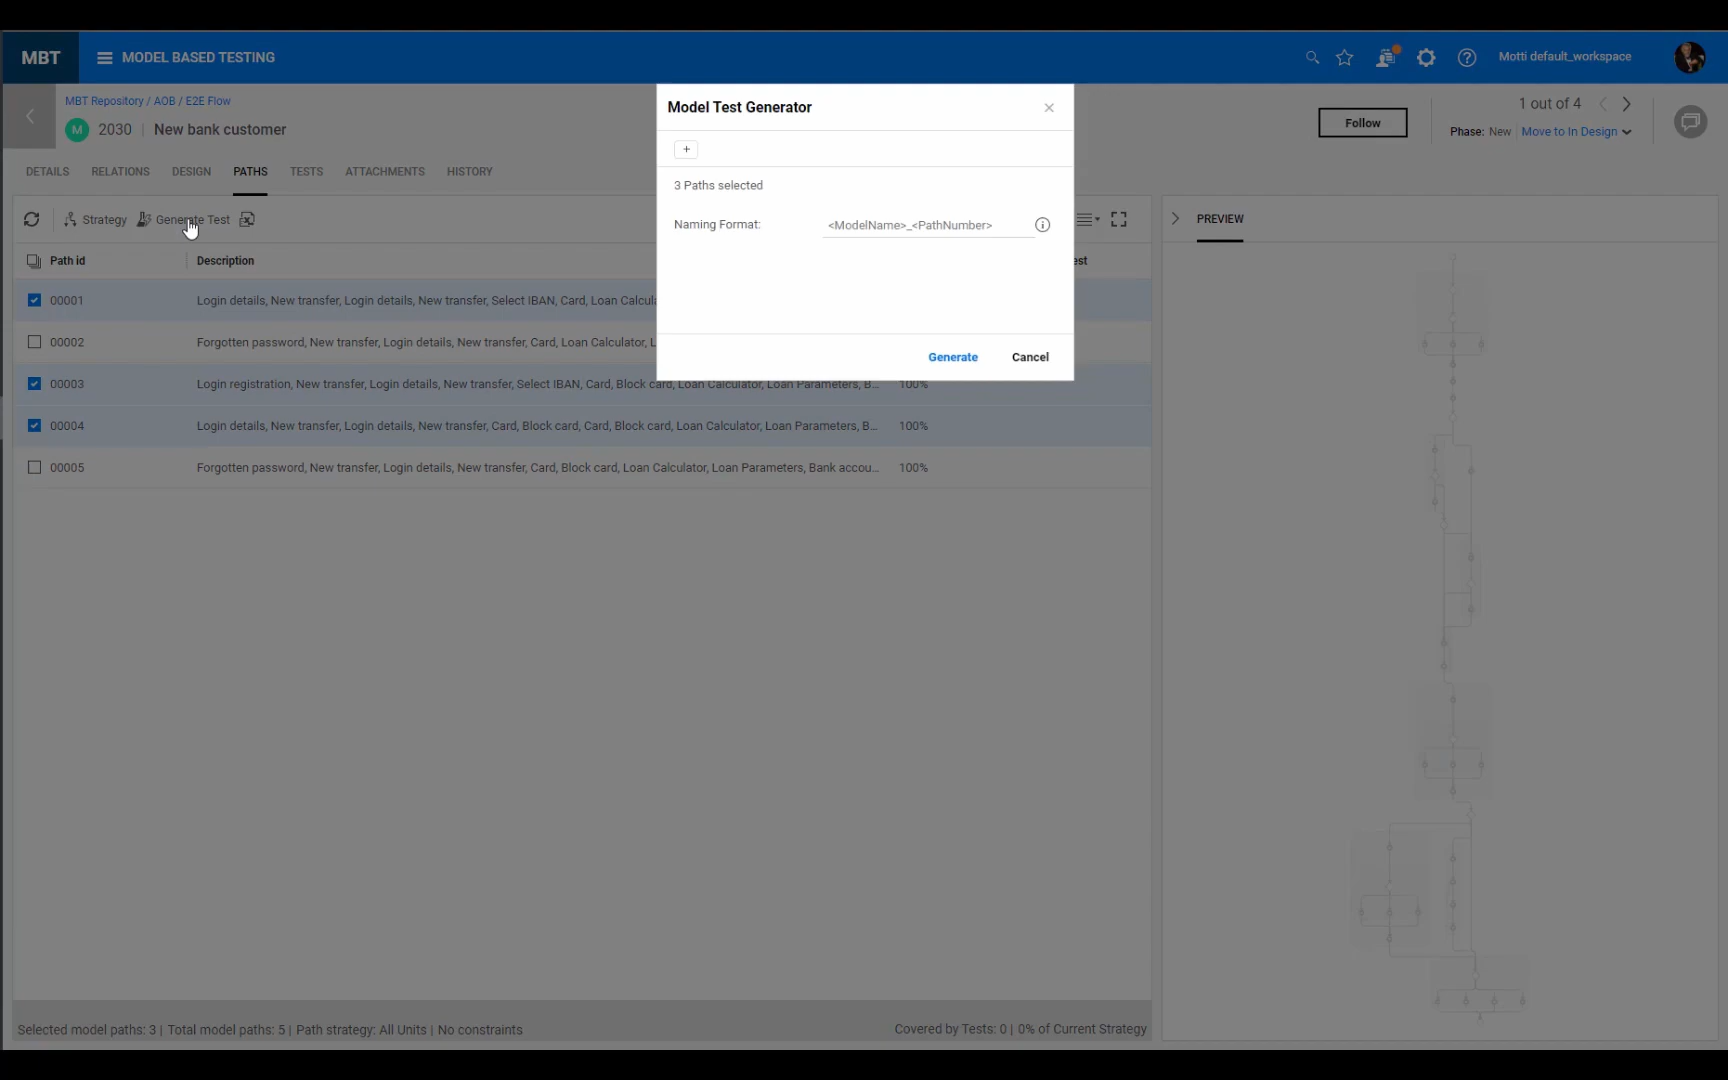 MBT
MODEL BASED TESTING
Motti default_workspace
MBT Repository / AOB / E2E Flow
M 2030 New bank customer
Follow
1 out of 4
Phase: New Move to In Design
DETAILS RELATIONS DESIGN PATHS TESTS ATTACHMENTS HISTORY
Strategy Generate Test
PREVIEW
Model Test Generator
+
3 Paths selected
Naming Format: <ModelName>_<PathNumber>
Generate Cancel
Path id Description est
00001 Login details, New transfer, Login details, New transfer, Select IBAN, Card, Loan Calcul
00002 Forgotten password, New transfer, Login details, New transfer, Card, Loan Calculator, L
00003 Login registration, New transfer, Login details, New transfer, Select IBAN, Card, Block card, Loan Calculator, Loan Parameters, B... 100%
00004 Login details, New transfer, Login details, New transfer, Card, Block card, Card, Block card, Loan Calculator, Loan Parameters, B... 100%
00005 Forgotten password, New transfer, Login details, New transfer, Card, Block card, Loan Calculator, Loan Parameters, Bank accou... 100%
Selected model paths: 3 | Total model paths: 5 | Path strategy: All Units | No constraints
Covered by Tests: 0 | 0% of Current Strategy